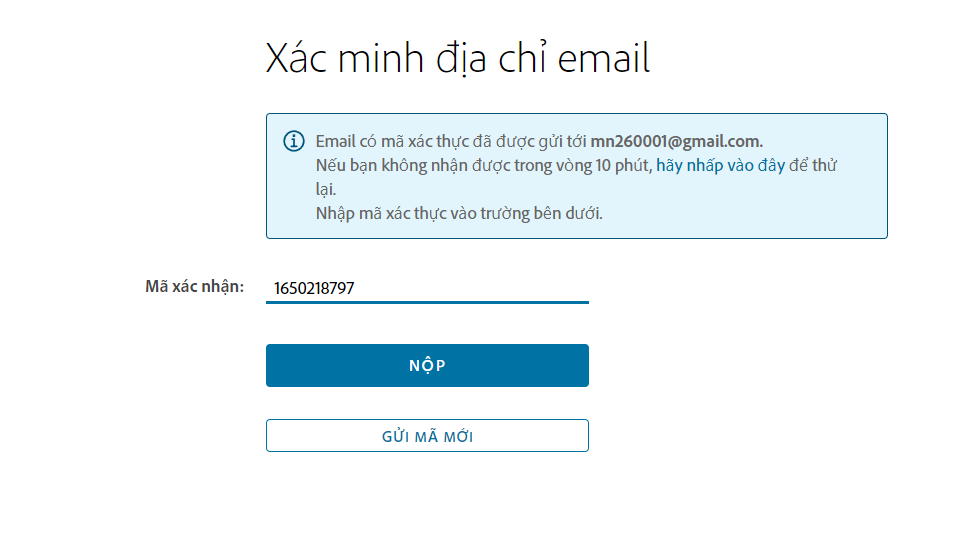 Xác minh địa chỉ email
Email có mã xác thực đã được gửi tới mn260001@gmail.com.
Nếu bạn không nhận được trong vòng 10 phút, hãy nhấp vào đây để thử
lại.
Nhập mã xác thực vào trường bên dưới.
Mã xác nhận: 1650218797
NỘP
GỬI MÃ MỚI